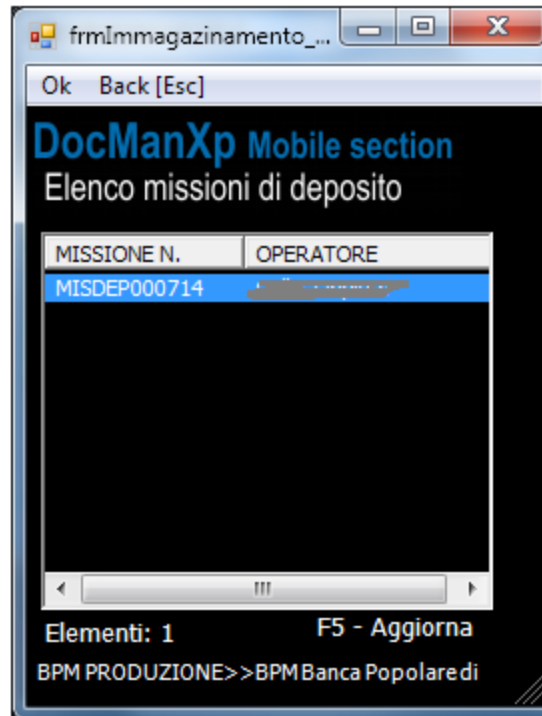 frmImmagazinamento_...
Ok Back [Esc]
DocManXp Mobile section
Elenco missioni di deposito
MISSIONE N. OPERATORE
MISDEP000714
Elementi: 1 F5 - Aggiorna
BPM PRODUZIONE>>BPM Banca Popolare di